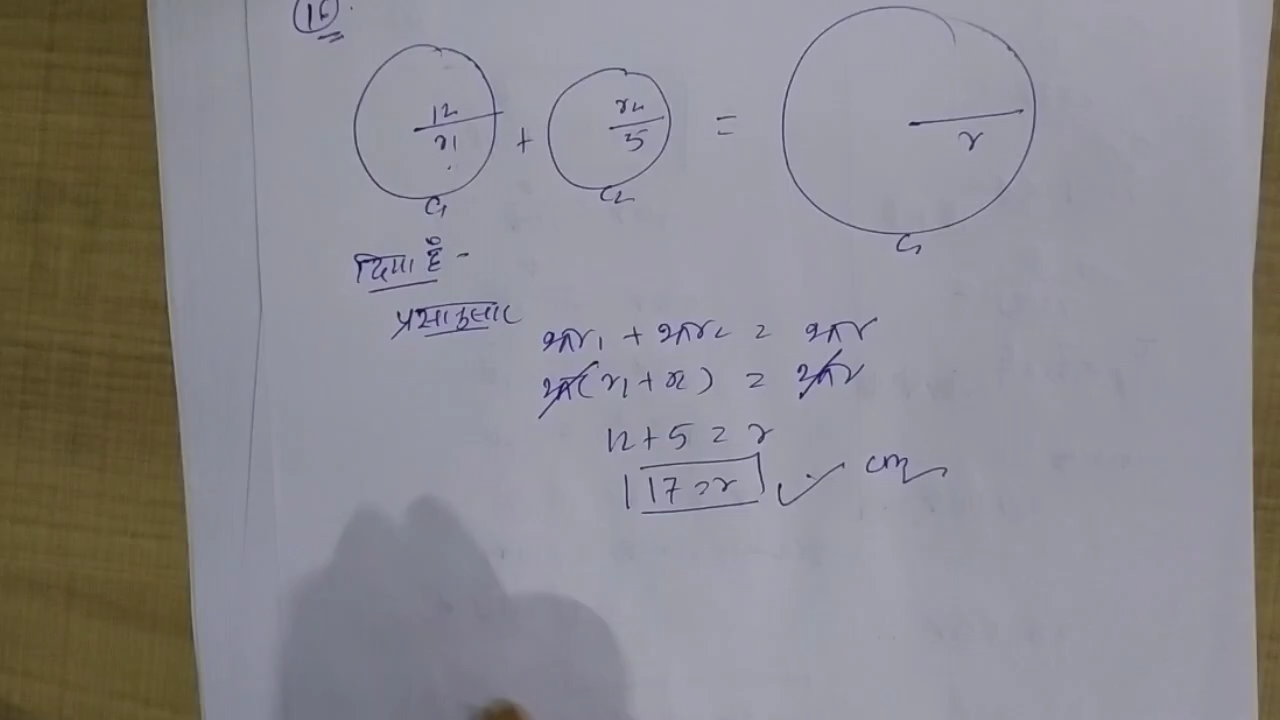 16.
12
r1
+
r2
5
=
r
C1
C2
C
दिया है -
प्रश्नानुसार
2πr1 + 2πr2 = 2πr
2π(r1 + r2) = 2πr
12 + 5 = r
17 = r cm